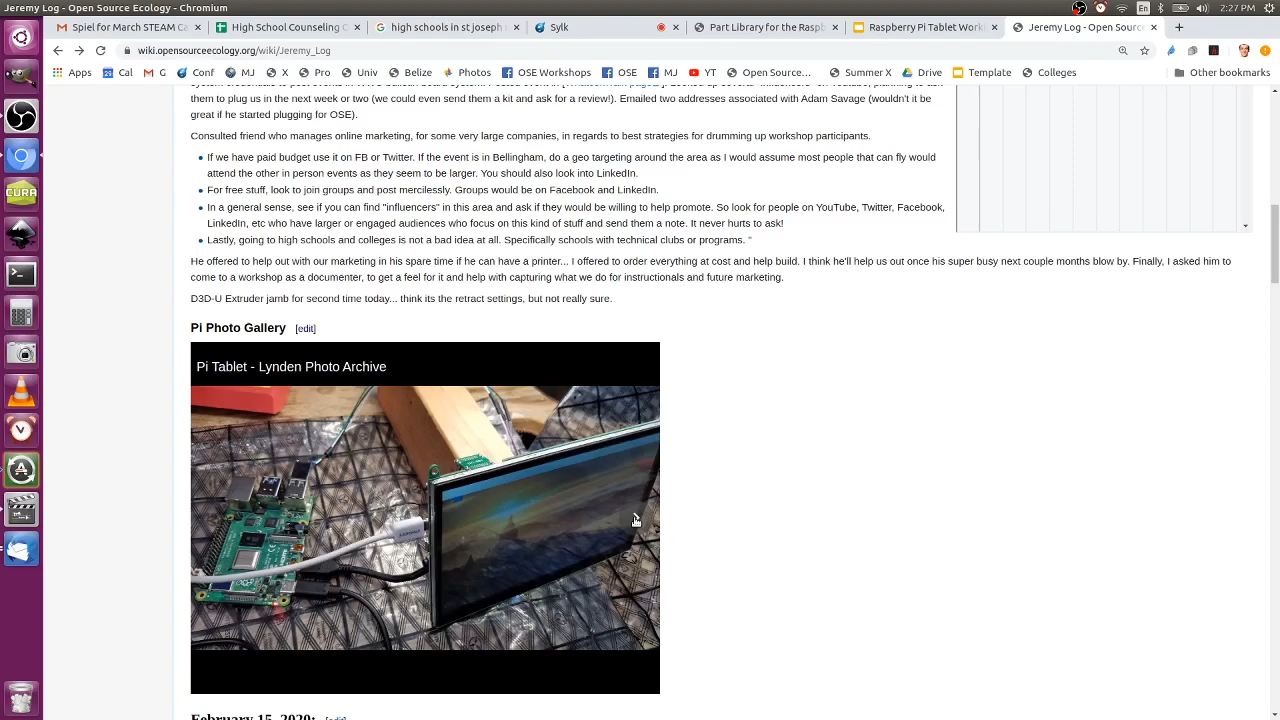 Jeremy Log - Open Source Ecology - Chromium
En
2:27 PM
Spiel for March STEAM Ca
High School Counseling C
high schools in st joseph
Sylk
Part Library for the Raspb
Raspberry Pi Tablet Work
Jeremy Log - Open Sourc
wiki.opensourceecology.org/wiki/Jeremy_Log
Apps
Cal
G
Conf
MJ
X
Pro
Univ
Belize
Photos
OSE Workshops
OSE
MJ
YT
Open Source...
Summer X
Drive
Template
Colleges
Other bookmarks
them to plug us in the next week or two (we could even send them a kit and ask for a review!). Emailed two addresses associated with Adam Savage (wouldn't it be
great if he started plugging for OSE).
Consulted friend who manages online marketing, for some very large companies, in regards to best strategies for drumming up workshop participants.
If we have paid budget use it on FB or Twitter. If the event is in Bellingham, do a geo targeting around the area as I would assume most people that can fly would
attend the other in person events as they seem to be larger. You should also look into LinkedIn.
For free stuff, look to join groups and post mercilessly. Groups would be on Facebook and LinkedIn.
In a general sense, see if you can find "influencers" in this area and ask if they would be willing to help promote. So look for people on YouTube, Twitter, Facebook,
LinkedIn, etc who have larger or engaged audiences who focus on this kind of stuff and send them a note. It never hurts to ask!
Lastly, going to high schools and colleges is not a bad idea at all. Specifically schools with technical clubs or programs. "
He offered to help out with our marketing in his spare time if he can have a printer... I offered to order everything at cost and help build. I think he'll help us out once his super busy next couple months blow by. Finally, I asked him to
come to a workshop as a documenter, to get a feel for it and help with capturing what we do for instructionals and future marketing.
D3D-U Extruder jamb for second time today... think its the retract settings, but not really sure.
Pi Photo Gallery [edit]
Pi Tablet - Lynden Photo Archive
CURA
February 15, 2020: [edit]